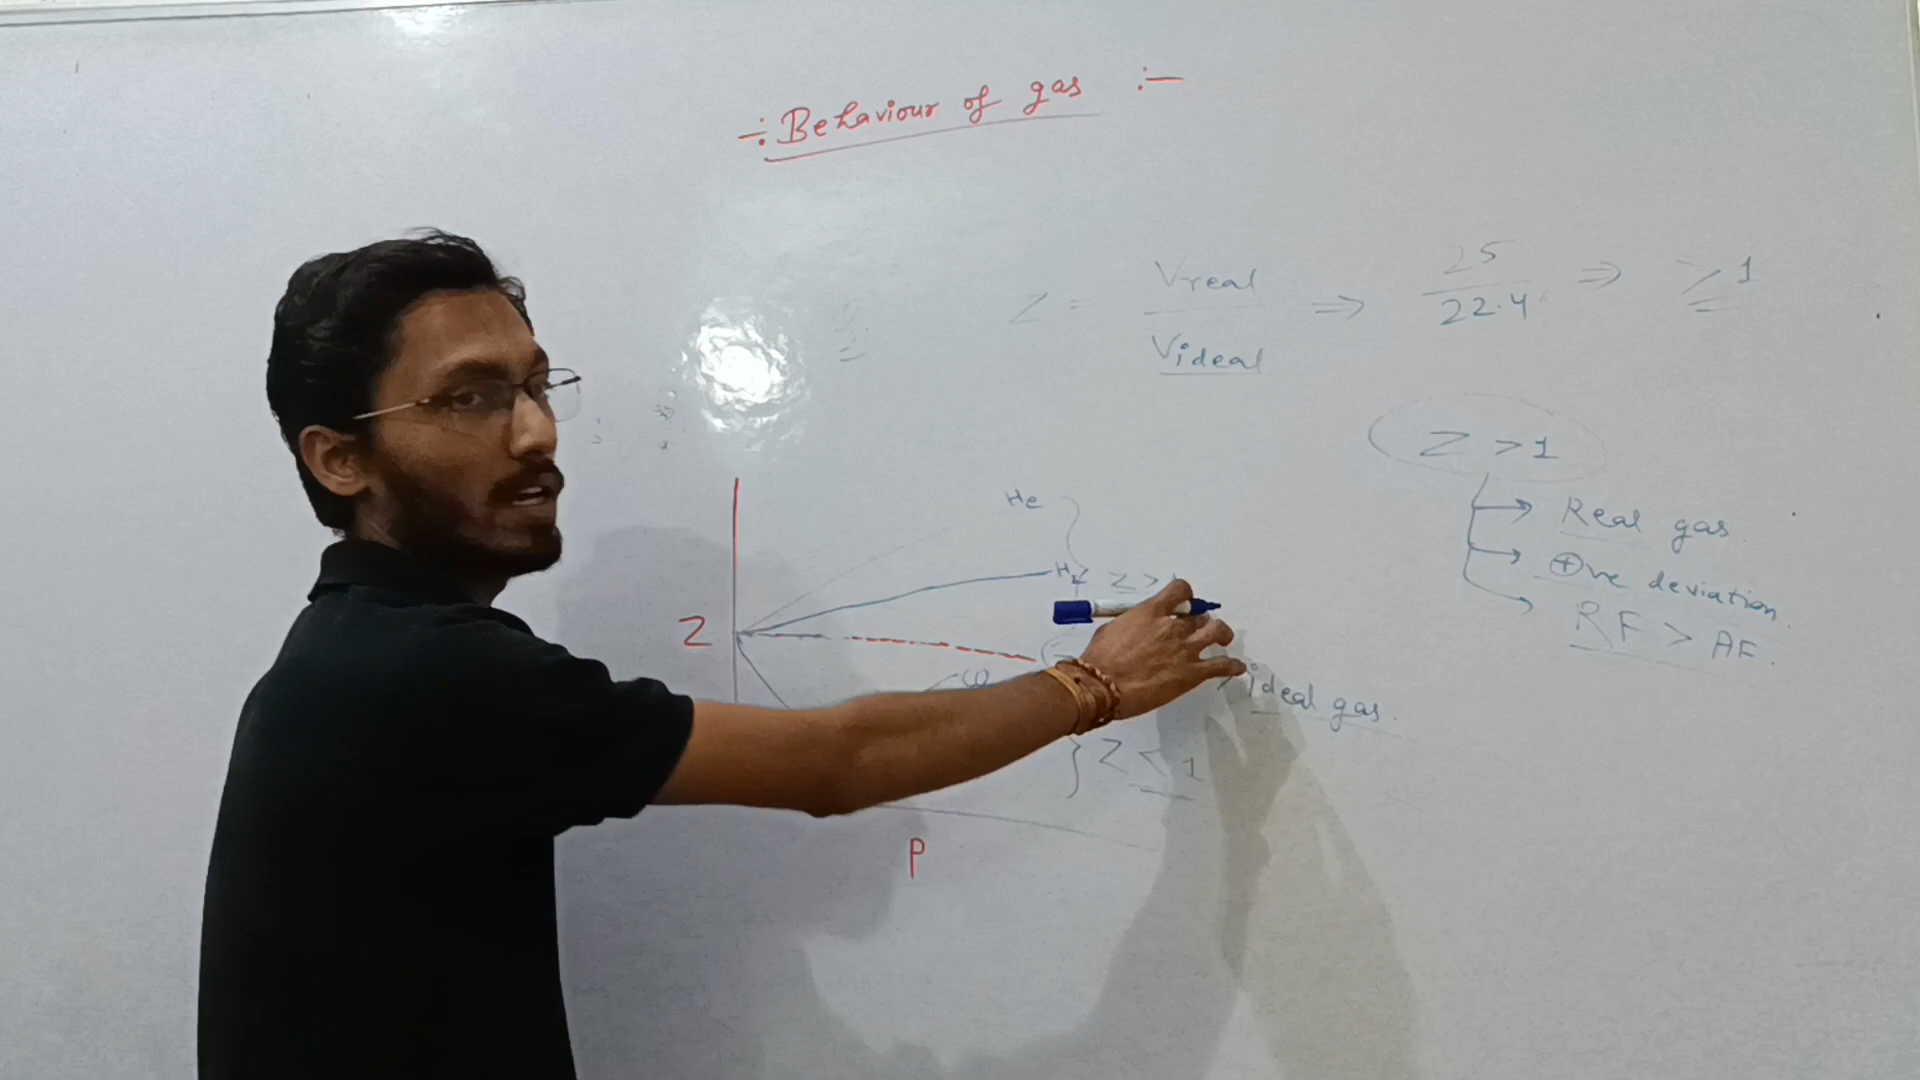 ÷ Behaviour of gas :-
Z = Vreal / Videal ⇒ 25 / 22.4 ⇒ > 1
Z > 1
Real gas
⊕ve deviation
RF > AF.
He
H2 Z >
Z
ideal gas.
} Z < 1
P